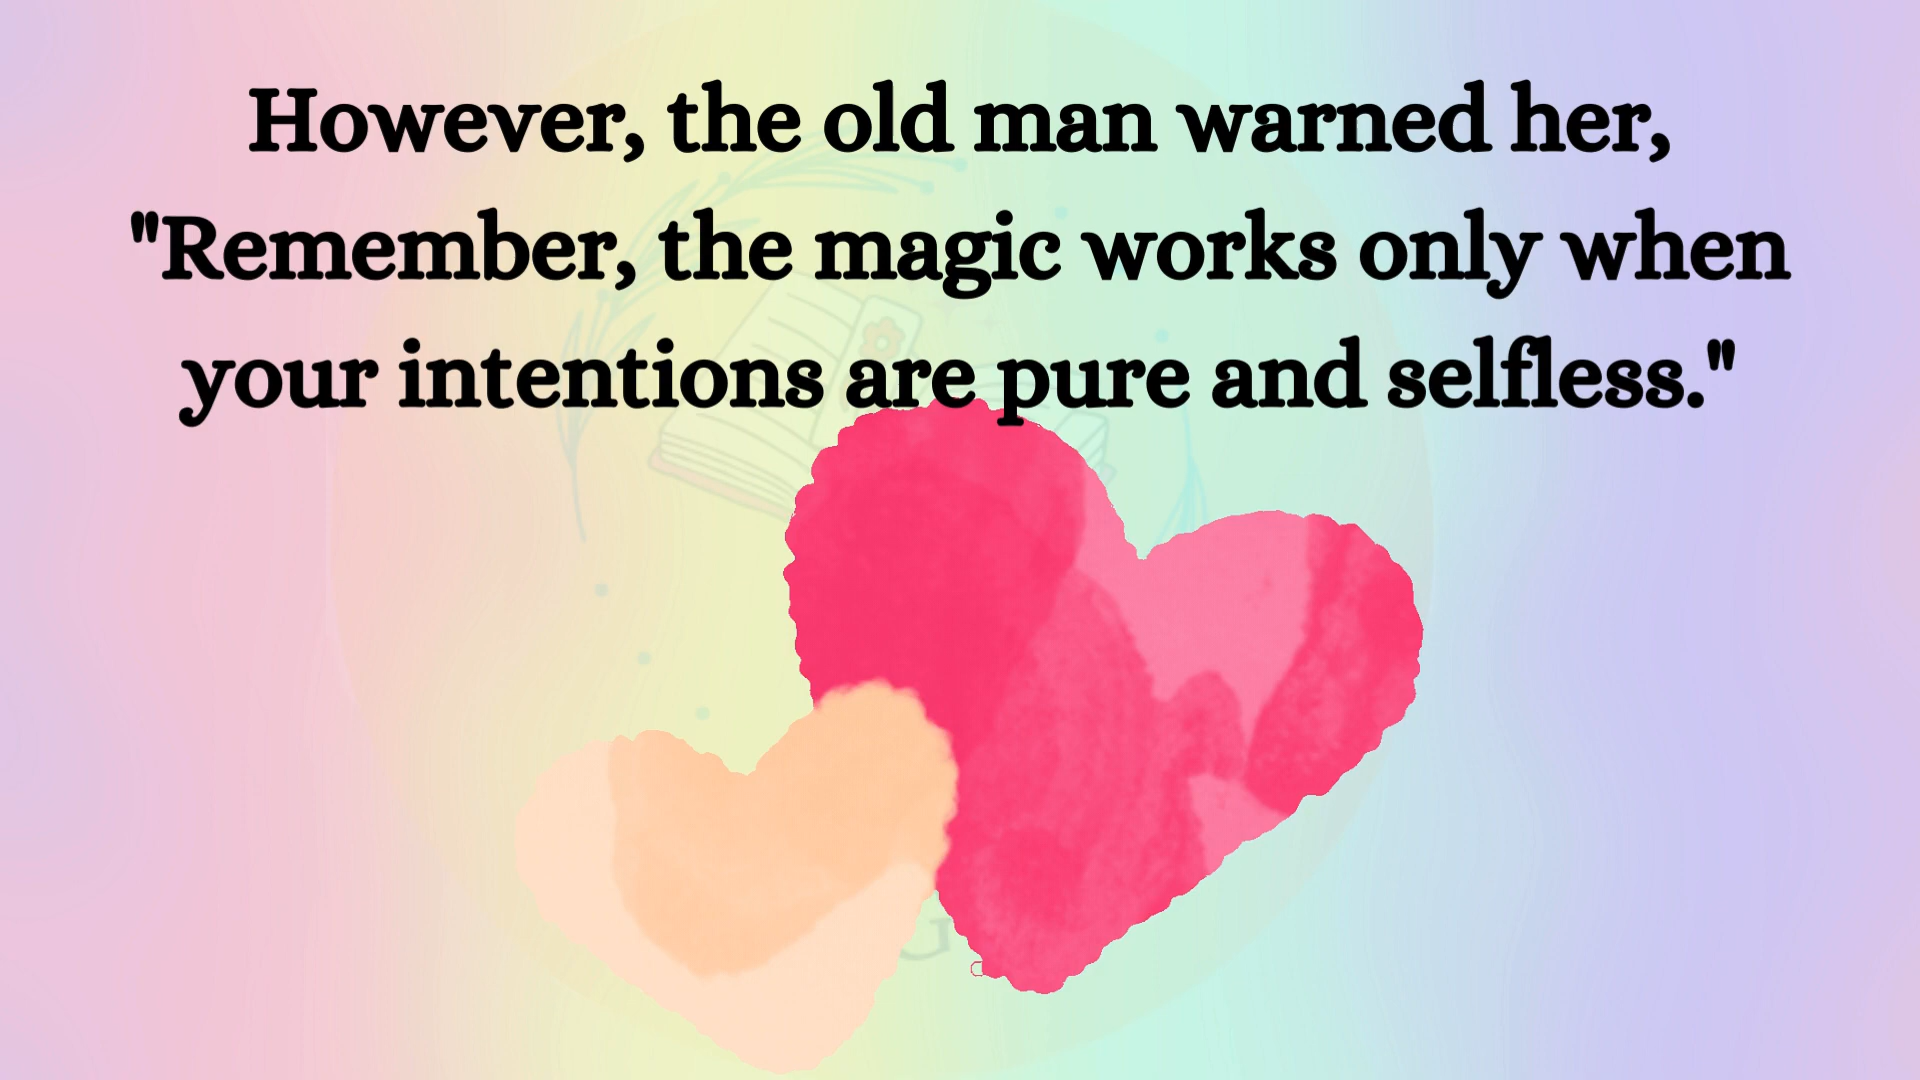 However, the old man warned her,
"Remember, the magic works only when
your intentions are pure and selfless."